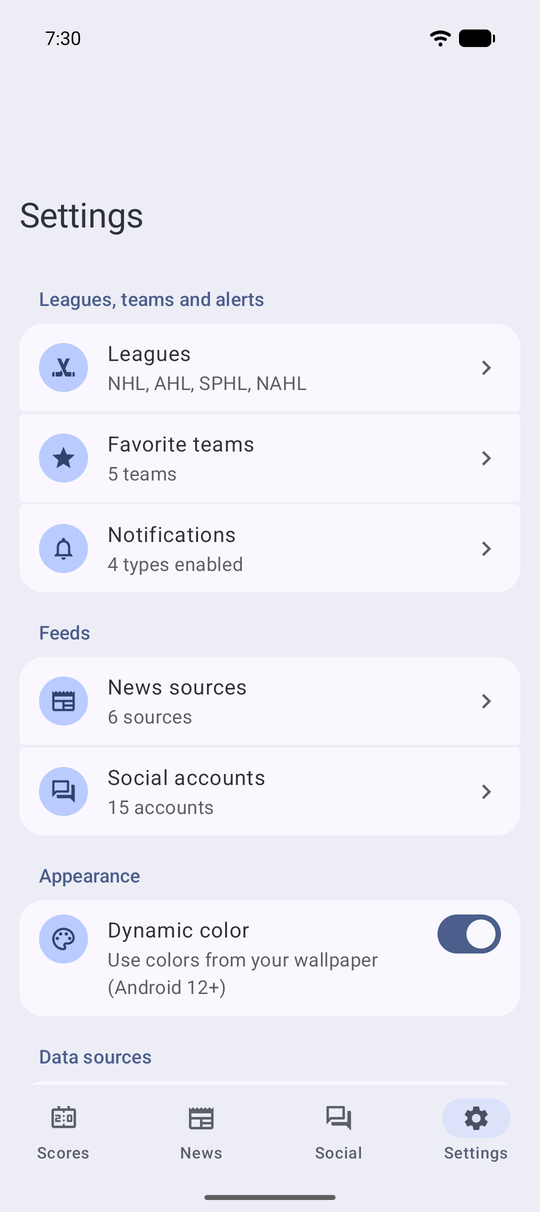 7:30
Settings
Leagues, teams and alerts
Leagues
NHL, AHL, SPHL, NAHL
Favorite teams
5 teams
Notifications
4 types enabled
Feeds
News sources
6 sources
Social accounts
15 accounts
Appearance
Dynamic color
Use colors from your wallpaper
(Android 12+)
Data sources
2:0
Scores
News
Social
Settings